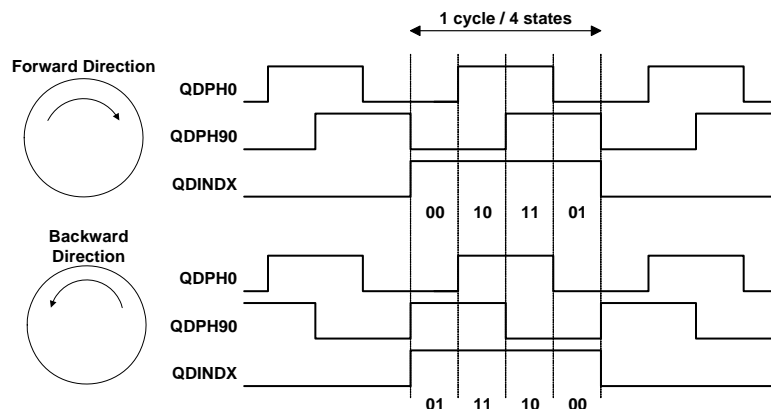 1 cycle / 4 states
Forward Direction
QDPH0
QDPH90
QDINDX
00 10 11 01
Backward
Direction
QDPH0
QDPH90
QDINDX
01 11 10 00